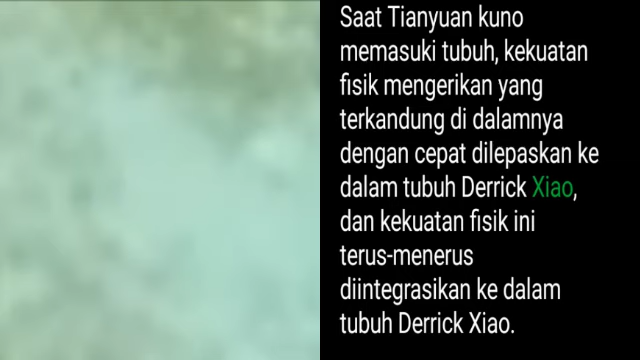 Saat Tianyuan kuno
memasuki tubuh, kekuatan
fisik mengerikan yang
terkandung di dalamnya
dengan cepat dilepaskan ke
dalam tubuh Derrick Xiao,
dan kekuatan fisik ini
terus-menerus
diintegrasikan ke dalam
tubuh Derrick Xiao.